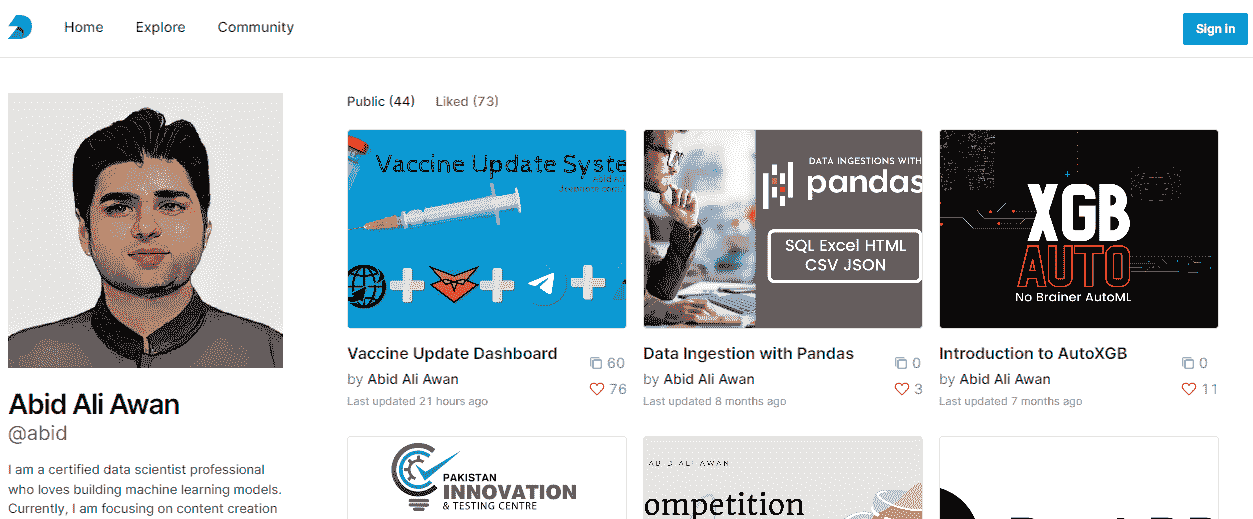 Home Explore Community Sign in
Public (44) Liked (73)
Vaccine Update Syste
DATA INGESTIONS WITH
pandas
SQL Excel HTML
CSV JSON
XGB
AUTO
No Brainer AutoML
Vaccine Update Dashboard
by Abid Ali Awan
Last updated 21 hours ago
60
76
Data Ingestion with Pandas
by Abid Ali Awan
Last updated 8 months ago
0
3
Introduction to AutoXGB
by Abid Ali Awan
Last updated 7 months ago
0
11
Abid Ali Awan
@abid
I am a certified data scientist professional
who loves building machine learning models.
Currently, I am focusing on content creation
PAKISTAN
INNOVATION
& TESTING CENTRE
ABID ALI AWAN
ompetition